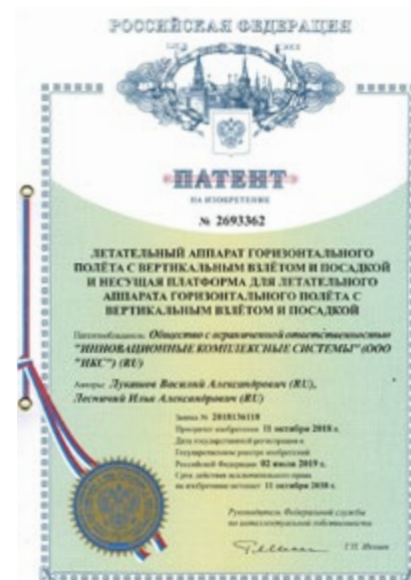 РОССИЙСКАЯ ФЕДЕРАЦИЯ
ПАТЕНТ
НА ИЗОБРЕТЕНИЕ
№ 2693362
ЛЕТАТЕЛЬНЫЙ АППАРАТ ГОРИЗОНТАЛЬНОГО
ПОЛЁТА С ВЕРТИКАЛЬНЫМ ВЗЛЁТОМ И ПОСАДКОЙ
И НЕСУЩАЯ ПЛАТФОРМА ДЛЯ ЛЕТАТЕЛЬНОГО
АППАРАТА ГОРИЗОНТАЛЬНОГО ПОЛЁТА С
ВЕРТИКАЛЬНЫМ ВЗЛЁТОМ И ПОСАДКОЙ
Патентообладатель: Общество с ограниченной ответственностью
"ИННОВАЦИОННЫЕ КОМПЛЕКСНЫЕ СИСТЕМЫ" (ООО
"ИКС") (RU)
Авторы: Лукашов Василий Александрович (RU),
Лесничий Илья Александрович (RU)
Заявка № 2018136118
Приоритет изобретения 11 октября 2018 г.
Дата государственной регистрации в
Государственном реестре изобретений
Российской Федерации 02 июля 2019 г.
Срок действия исключительного права
на изобретение истекает 11 октября 2038 г.
Руководитель Федеральной службы
по интеллектуальной собственности
Г.П. Ивлиев